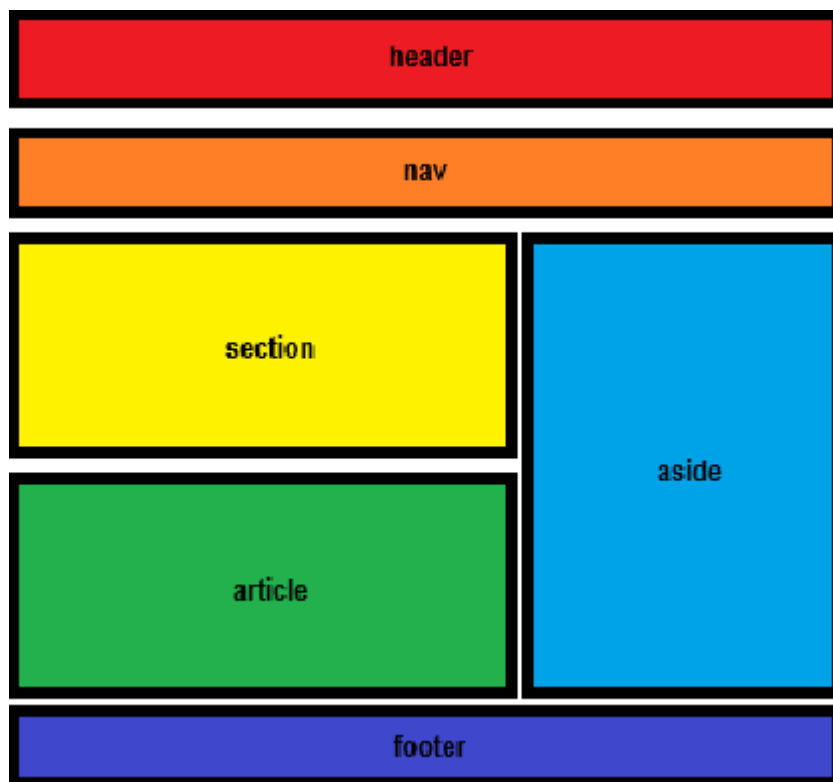 header
nav
section
aside
article
footer